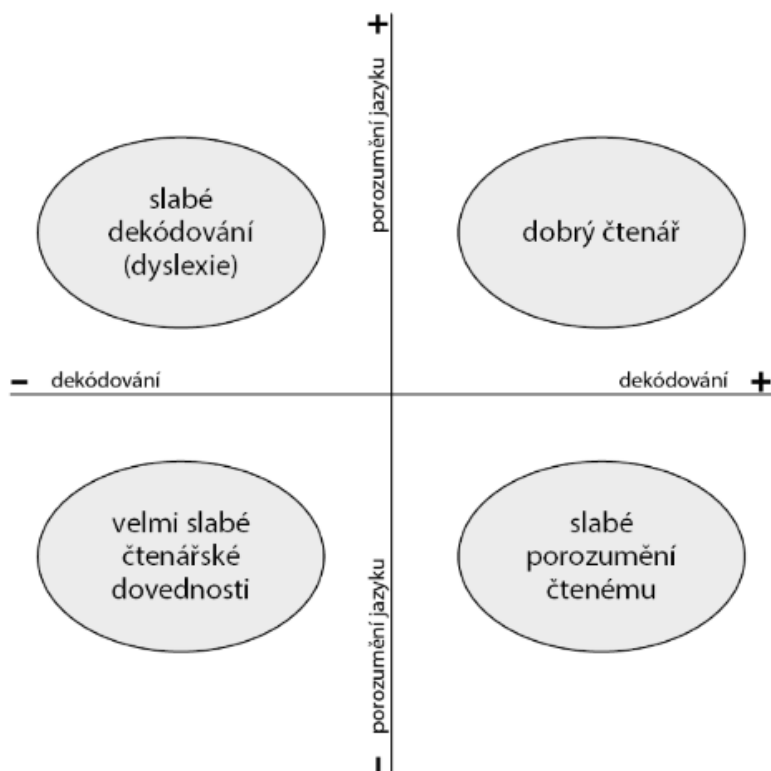 +
porozumění jazyku
slabé
dekódování
(dyslexie)
dobrý čtenář
− dekódování
dekódování +
velmi slabé
čtenářské
dovednosti
slabé
porozumění
čtenému
porozumění jazyku
−